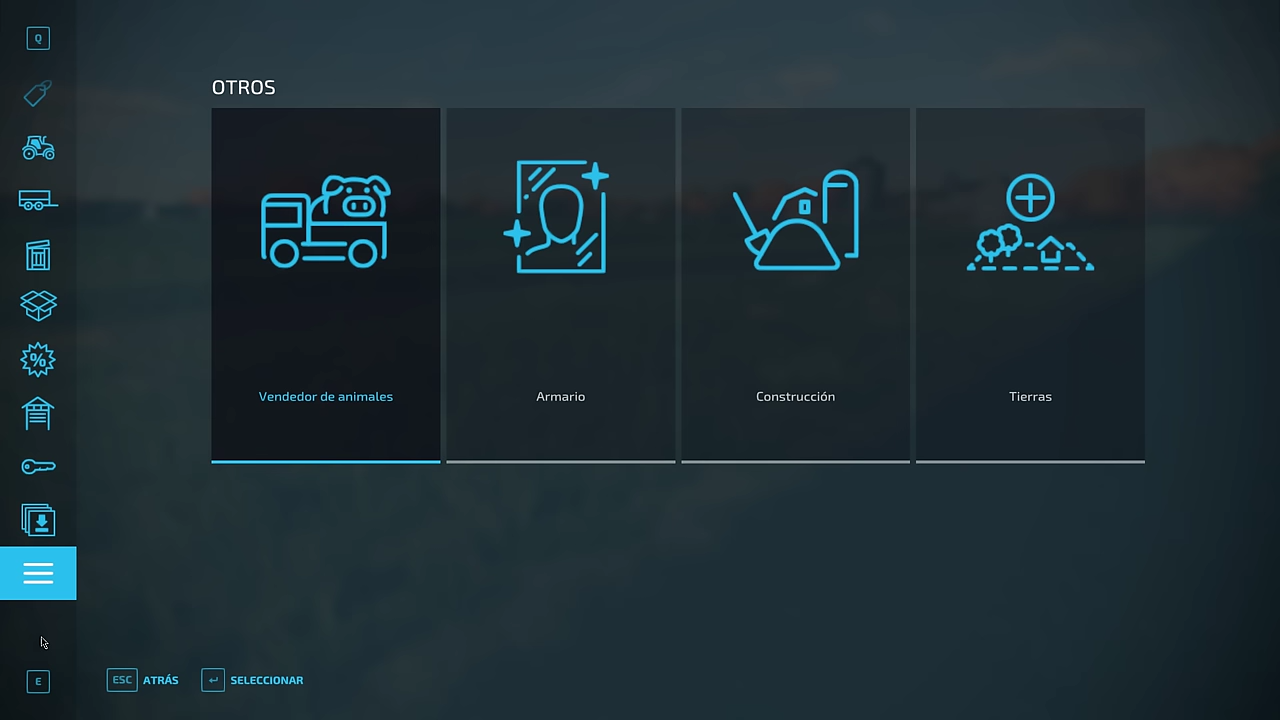 Q
OTROS
%
Vendedor de animales
Armario
Construcción
Tierras
E
ESC ATRÁS
SELECCIONAR